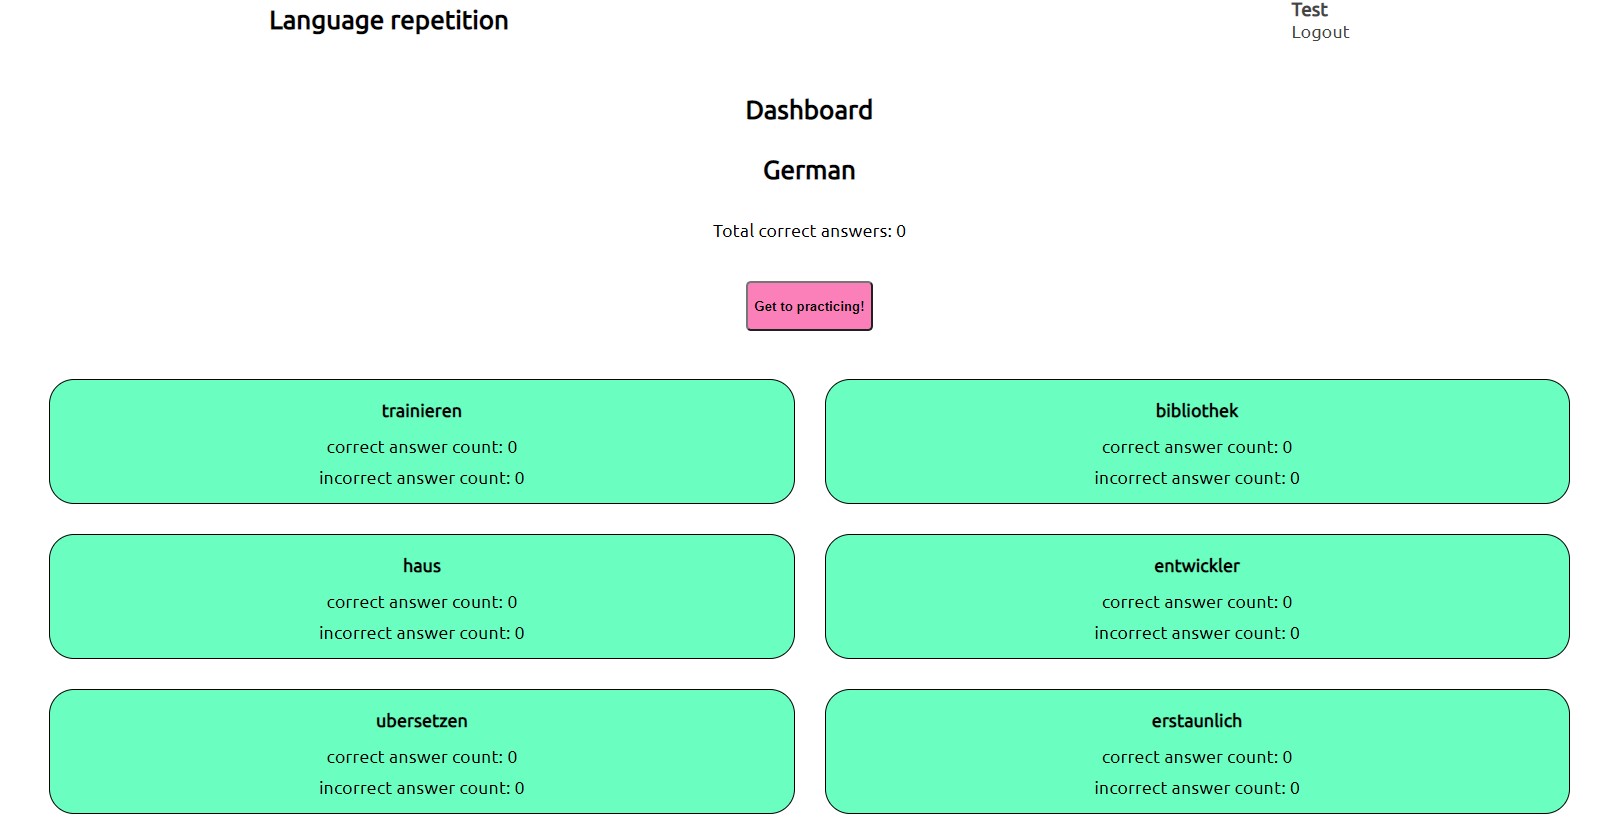 Language repetition
Test
Logout
Dashboard
German
Total correct answers: 0
Get to practicing!
trainieren
correct answer count: 0
incorrect answer count: 0
bibliothek
correct answer count: 0
incorrect answer count: 0
haus
correct answer count: 0
incorrect answer count: 0
entwickler
correct answer count: 0
incorrect answer count: 0
ubersetzen
correct answer count: 0
incorrect answer count: 0
erstaunlich
correct answer count: 0
incorrect answer count: 0